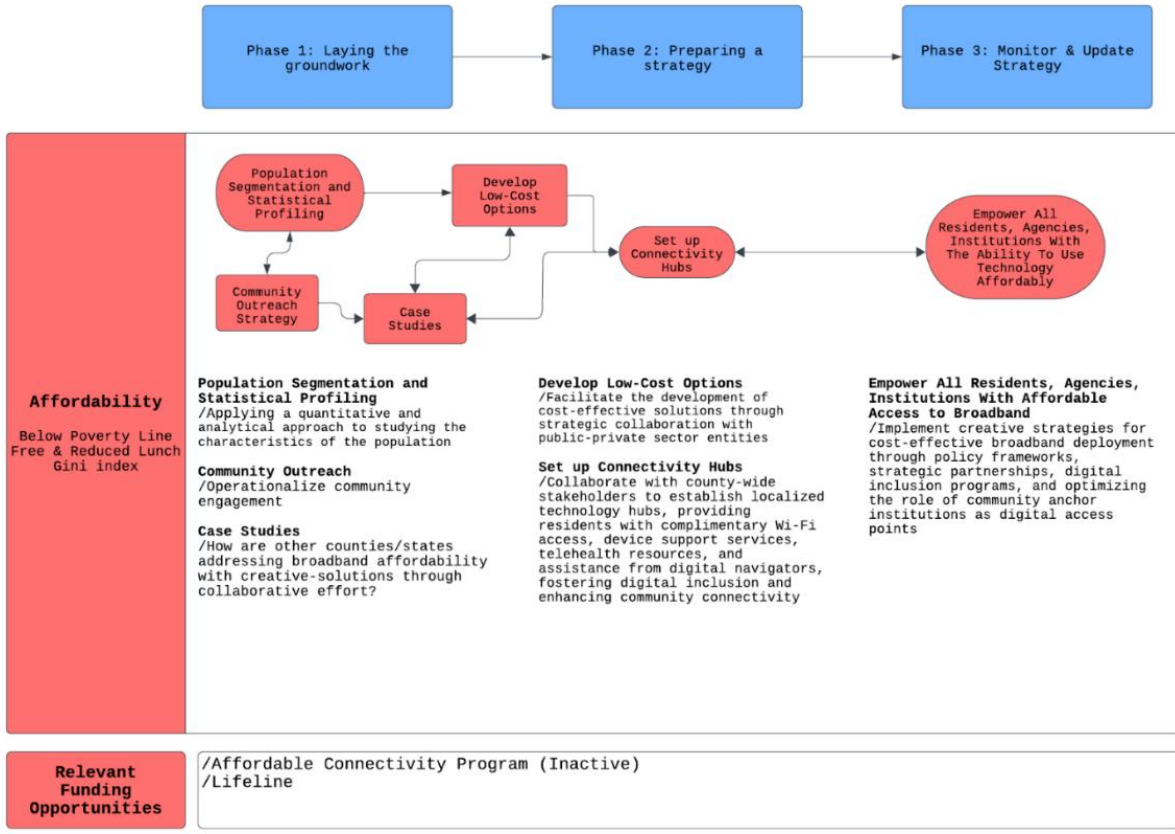 Phase 1: Laying the
groundwork
Phase 2: Preparing a
strategy
Phase 3: Monitor & Update
Strategy
Population
Segmentation and
Statistical
Profiling
Develop
Low-Cost
Options
Set up
Connectivity
Hubs
Empower All
Residents, Agencies,
Institutions With
The Ability To Use
Technology
Affordably
Community
Outreach
Strategy
Case
Studies
Affordability
Below Poverty Line
Free & Reduced Lunch
Gini index
Population Segmentation and
Statistical Profiling
/Applying a quantitative and
analytical approach to studying the
characteristics of the population
Community Outreach
/Operationalize community
engagement
Case Studies
/How are other counties/states
addressing broadband affordability
with creative-solutions through
collaborative effort?
Develop Low-Cost Options
/Facilitate the development of
cost-effective solutions through
strategic collaboration with
public-private sector entities
Set up Connectivity Hubs
/Collaborate with county-wide
stakeholders to establish localized
technology hubs, providing
residents with complimentary Wi-Fi
access, device support services,
telehealth resources, and
assistance from digital navigators,
fostering digital inclusion and
enhancing community connectivity
Empower All Residents, Agencies,
Institutions With Affordable
Access to Broadband
/Implement creative strategies for
cost-effective broadband deployment
through policy frameworks,
strategic partnerships, digital
inclusion programs, and optimizing
the role of community anchor
institutions as digital access
points
Relevant
Funding
Opportunities
/Affordable Connectivity Program (Inactive)
/Lifeline